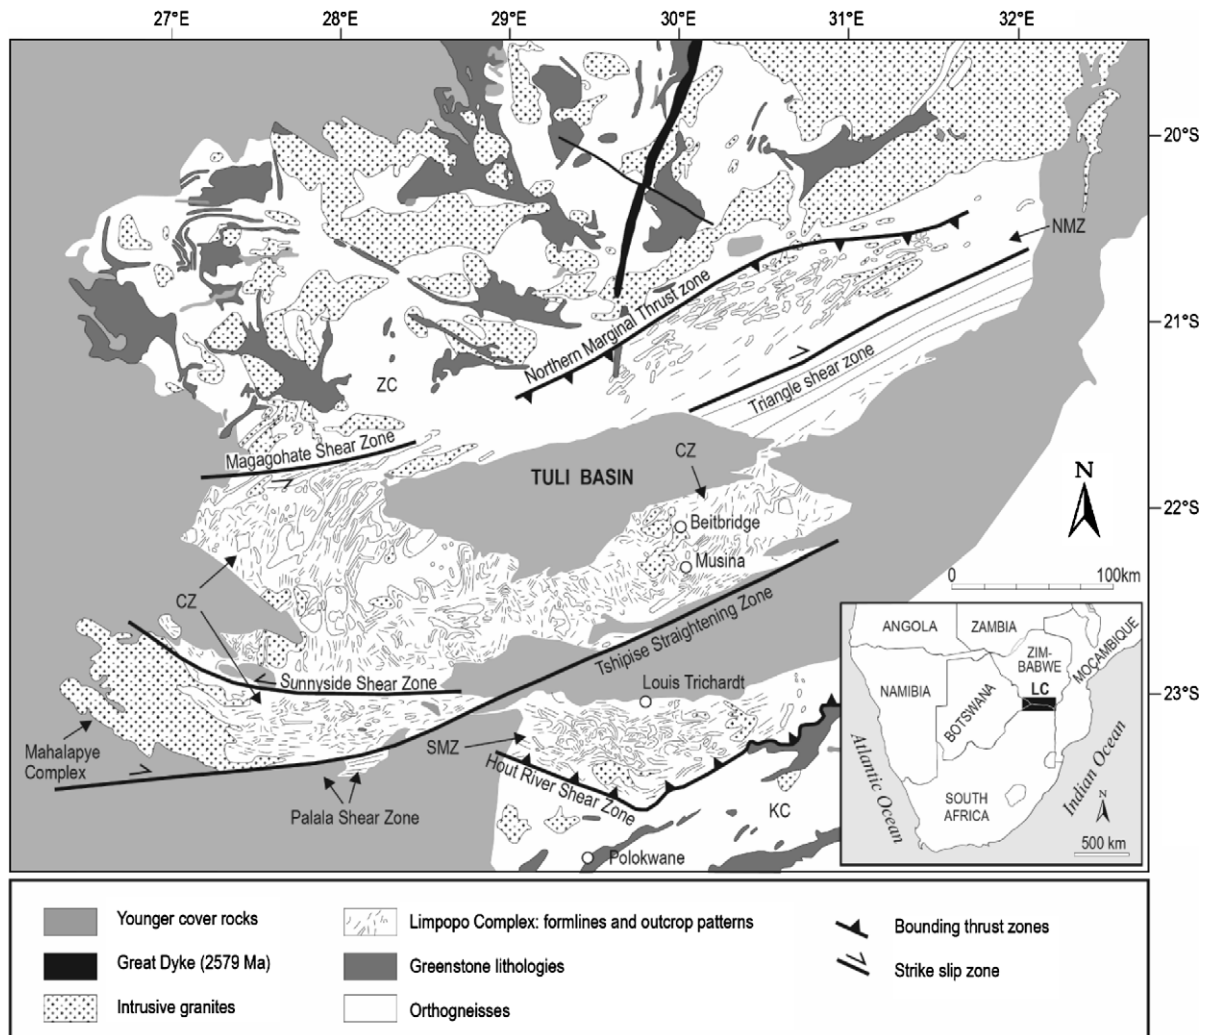 27°E 28°E 29°E 30°E 31°E 32°E
20°S
NMZ
Northern Marginal Thrust zone
21°S
Triangle shear zone
ZC
Magagohate Shear Zone
CZ
TULI BASIN
N
22°S
Beitbridge
Musina
0 100km
CZ
Tshipise Straightening Zone
Sunnyside Shear Zone
Louis Trichardt
23°S
Mahalapye
Complex
SMZ
Hout River Shear Zone
Palala Shear Zone
KC
Polokwane
ANGOLA
ZAMBIA
ZIM-
BABWE
MOÇAMBIQUE
NAMIBIA
BOTSWANA
LC
Atlantic Ocean
Indian Ocean
SOUTH
AFRICA
N
500 km
Younger cover rocks
Great Dyke (2579 Ma)
Intrusive granites
Limpopo Complex: formlines and outcrop patterns
Greenstone lithologies
Orthogneisses
Bounding thrust zones
Strike slip zone